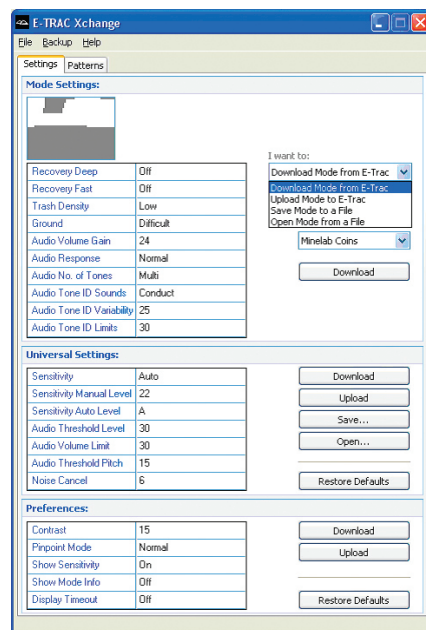 E-TRAC Xchange
File Backup Help
Settings Patterns
Mode Settings:
I want to:
Download Mode from E-Trac
Download Mode from E-Trac
Upload Mode to E-Trac
Save Mode to a File
Open Mode from a File
Minelab Coins
Download
Recovery Deep Off
Recovery Fast Off
Trash Density Low
Ground Difficult
Audio Volume Gain 24
Audio Response Normal
Audio No. of Tones Multi
Audio Tone ID Sounds Conduct
Audio Tone ID Variability 25
Audio Tone ID Limits 30
Universal Settings:
Sensitivity Auto
Sensitivity Manual Level 22
Sensitivity Auto Level A
Audio Threshold Level 30
Audio Volume Limit 30
Audio Threshold Pitch 15
Noise Cancel 6
Download
Upload
Save...
Open...
Restore Defaults
Preferences:
Contrast 15
Pinpoint Mode Normal
Show Sensitivity On
Show Mode Info Off
Display Timeout Off
Download
Upload
Restore Defaults